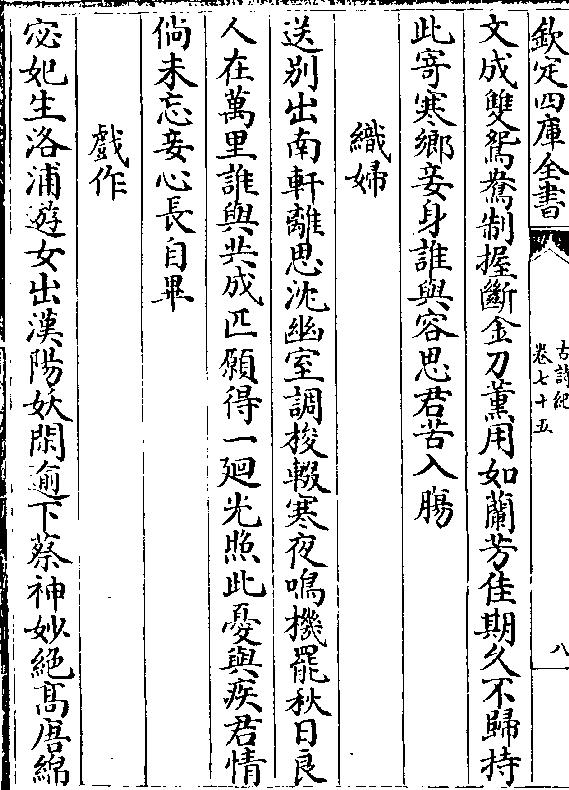 欽定四庫全書
古詩紀
卷七十五
八
文成雙鴛鴦制握斷金刀薰用如蘭芳佳期久不歸持
此寄寒鄉妾身誰與容思君苦入腸
織婦
送别出南軒離思沈幽室調梭輟寒夜鳴機罷秋日良
人在萬里誰與共成匹願得一廻光照此憂與疾君情
倘未忘妾心長自畢
戲作
宓妃生洛浦遊女出漢陽妖閑逾下蔡神妙絶髙唐綿